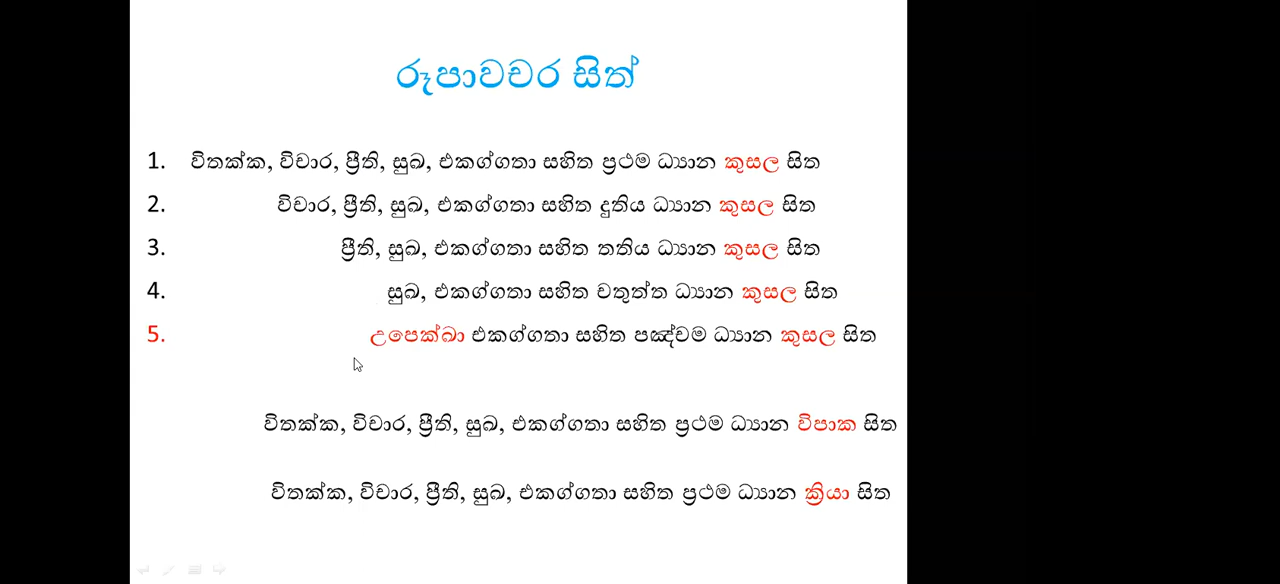 රූපාවචර සිත්
1. විතක්ක, විචාර, ප්‍රීති, සුඛ, එකග්ගතා සහිත ප්‍රථම ධ්‍යාන කුසල සිත
2. විචාර, ප්‍රීති, සුඛ, එකග්ගතා සහිත දුතිය ධ්‍යාන කුසල සිත
3. ප්‍රීති, සුඛ, එකග්ගතා සහිත තතිය ධ්‍යාන කුසල සිත
4. සුඛ, එකග්ගතා සහිත චතුත්ත ධ්‍යාන කුසල සිත
5. උපෙක්ඛා එකග්ගතා සහිත පඤ්චම ධ්‍යාන කුසල සිත
විතක්ක, විචාර, ප්‍රීති, සුඛ, එකග්ගතා සහිත ප්‍රථම ධ්‍යාන විපාක සිත
විතක්ක, විචාර, ප්‍රීති, සුඛ, එකග්ගතා සහිත ප්‍රථම ධ්‍යාන ක්‍රියා සිත